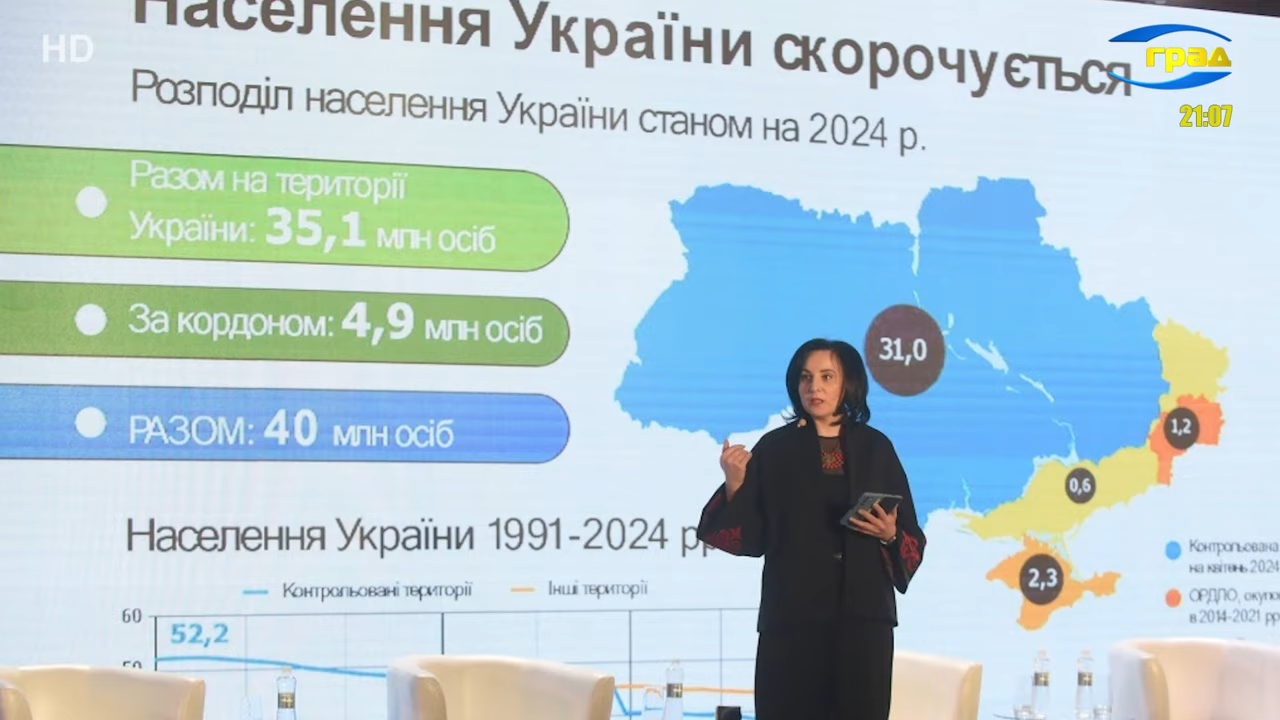 HD
град
21:07
Населення України скорочується
Розподіл населення України станом на 2024 р.
Разом на території
України: 35,1 млн осіб
За кордоном: 4,9 млн осіб
РАЗОМ: 40 млн осіб
31,0
1,2
0,6
2,3
Контрольована
на квітень 2024
ОРДЛО,
в 2014-2021 рр
Населення України 1991-2024
Контрольовані території
Інші території
60
52,2
50